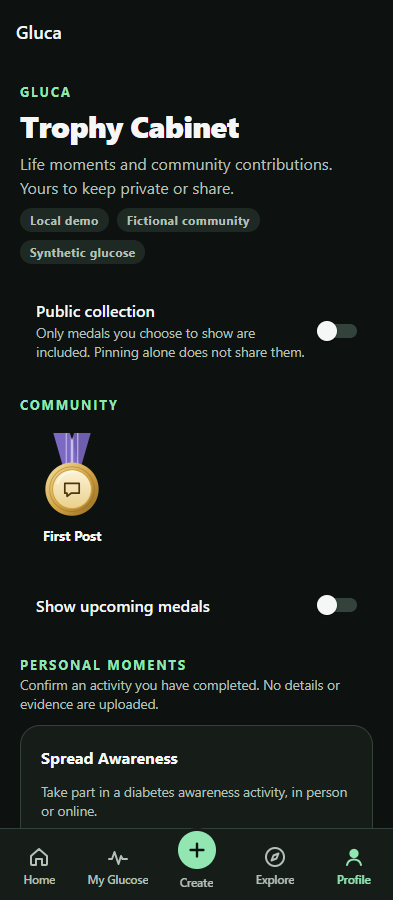 Gluca
GLUCA
Trophy Cabinet
Life moments and community contributions.
Yours to keep private or share.
Local demo
Fictional community
Synthetic glucose
Public collection
Only medals you choose to show are
included. Pinning alone does not share them.
COMMUNITY
First Post
Show upcoming medals
PERSONAL MOMENTS
Confirm an activity you have completed. No details or
evidence are uploaded.
Spread Awareness
Take part in a diabetes awareness activity, in person
or online.
Home
My Glucose
Create
Explore
Profile